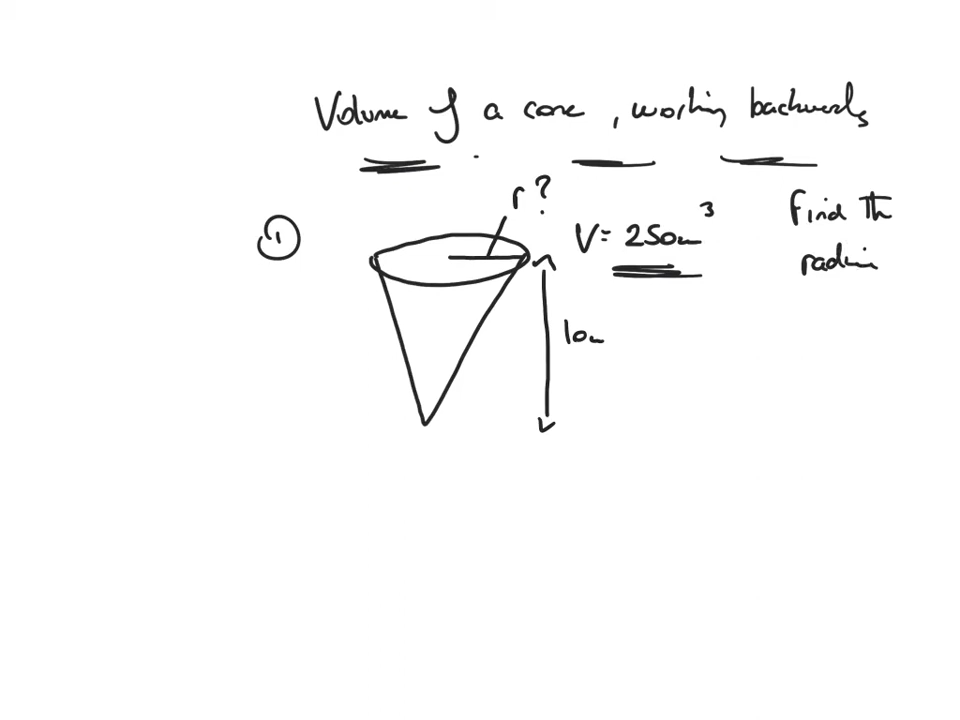 Volume of a cone, working backwards
①
r?
V = 250cm³
Find the
radius
10cm